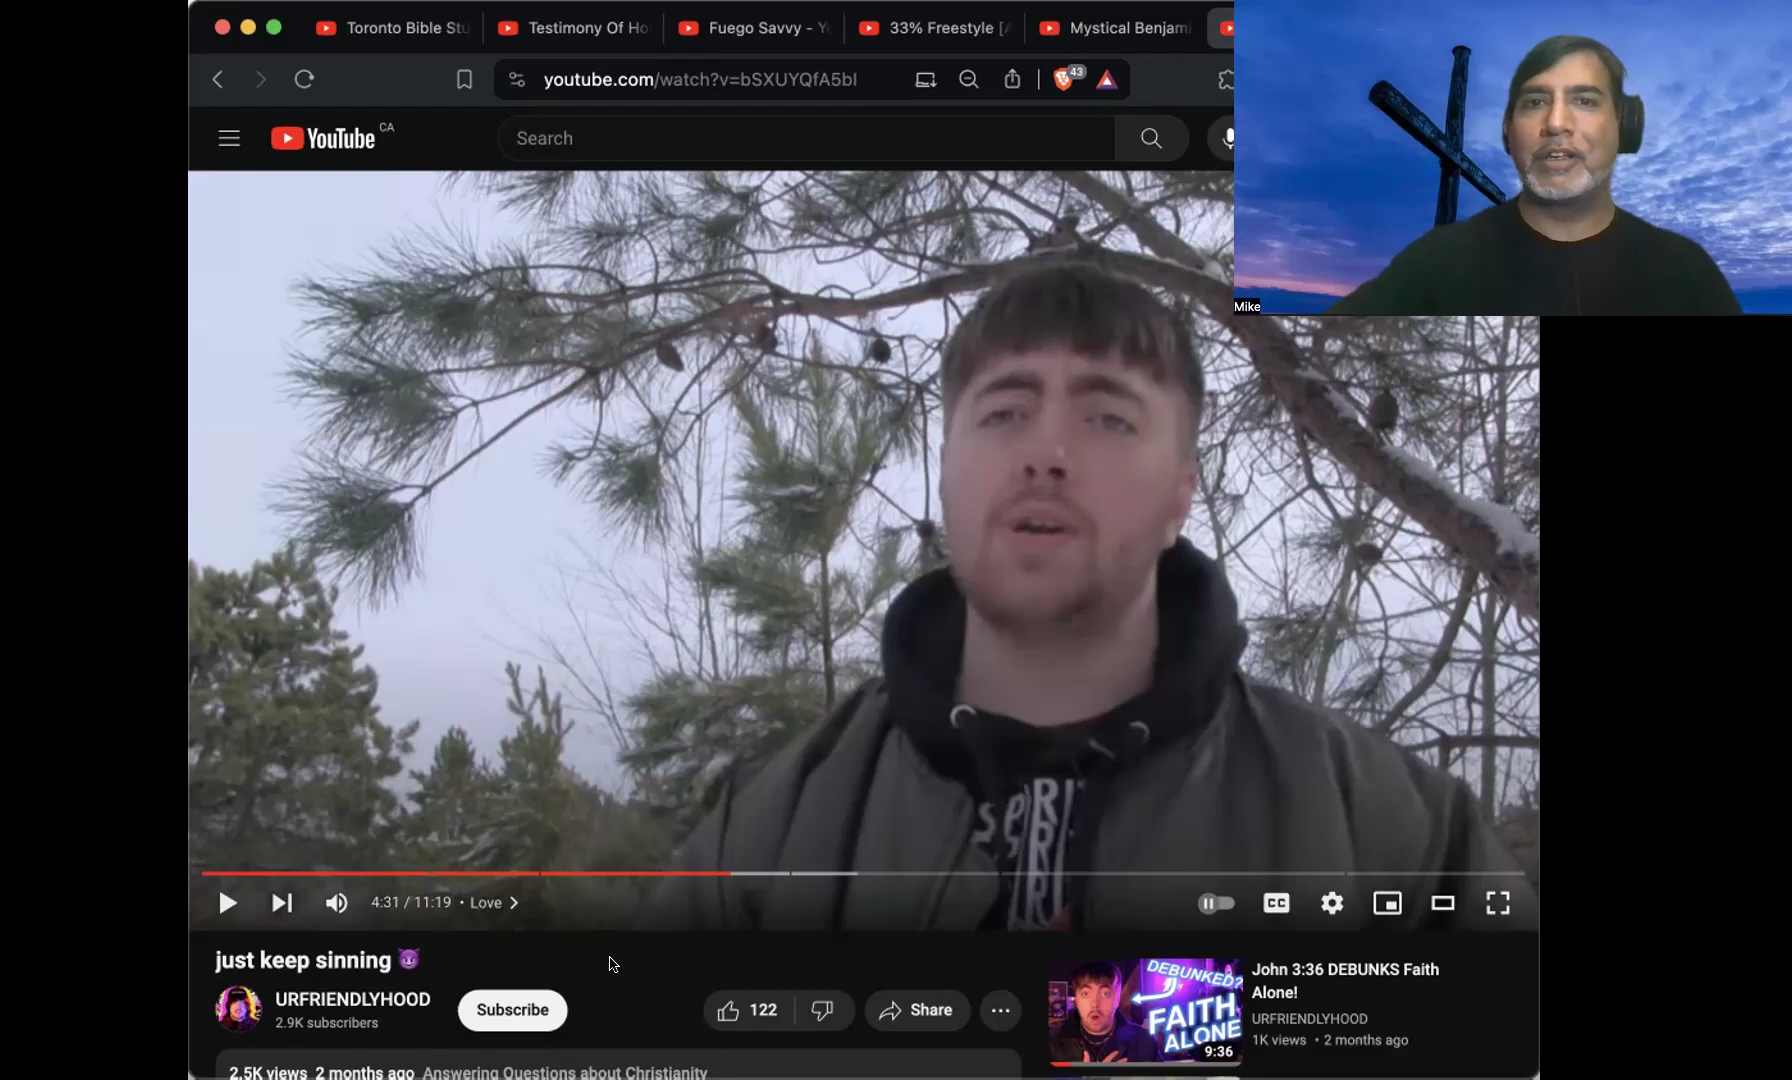 Toronto Bible Stu
Testimony Of Ho
Fuego Savvy - Y
33% Freestyle [A
Mystical Benjami
youtube.com/watch?v=bSXUYQfA5bI
43
YouTube CA
Search
Mike
4:31 / 11:19 • Love
CC
just keep sinning 😈
URFRIENDLYHOOD
2.9K subscribers
Subscribe
122
Share
2.5K views 2 months ago Answering Questions about Christianity
DEBUNKED?
FAITH
ALONE
9:36
John 3:36 DEBUNKS Faith
Alone!
URFRIENDLYHOOD
1K views • 2 months ago